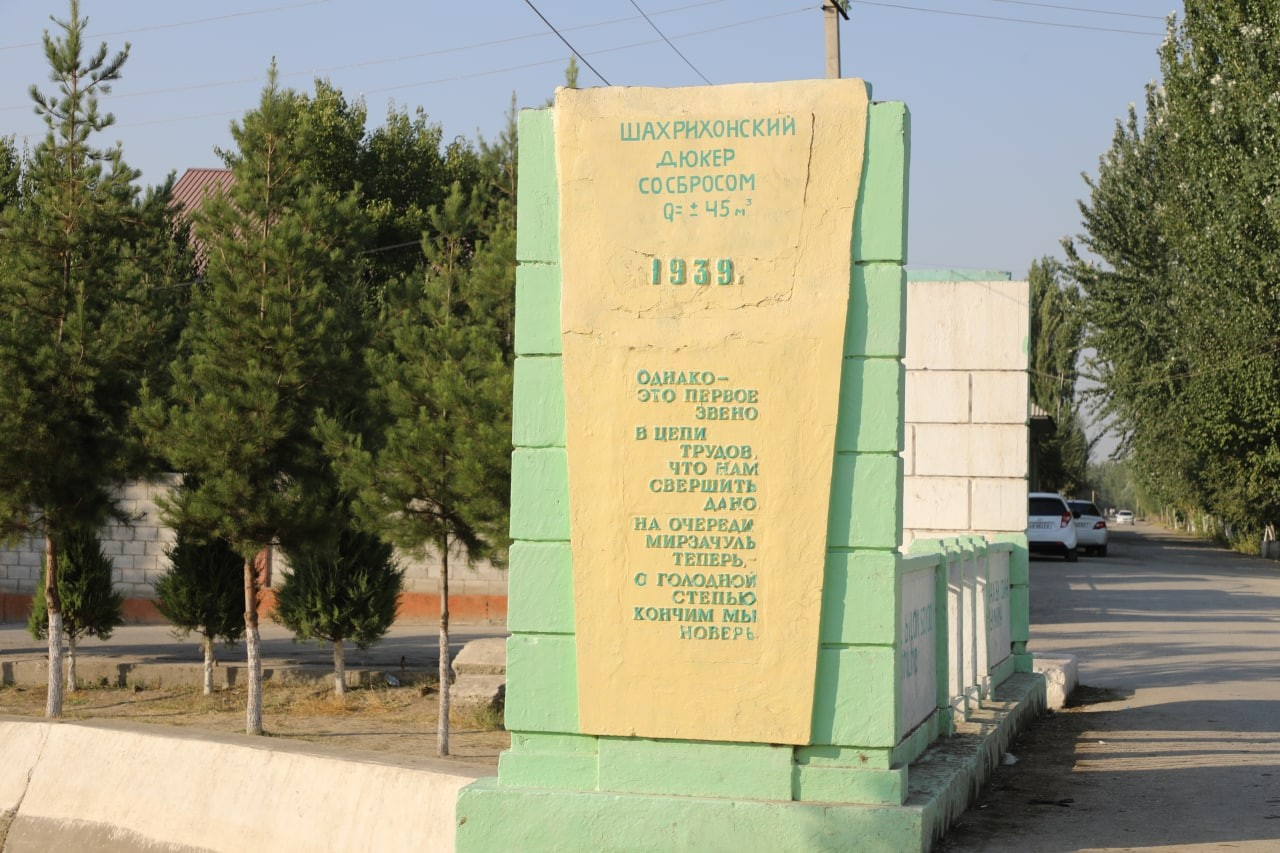 ШАХРИХОНСКИЙ
ДЮКЕР
СО СБРОСОМ
Q= ± 45 м³
1939г.
ОДНАКО—
ЭТО ПЕРВОЕ
ЗВЕНО
В ЦЕПИ
ТРУДОВ,
ЧТО НАМ
СВЕРШИТЬ
ДАНО
НА ОЧЕРЕДИ
МИРЗАЧУЛЬ
ТЕПЕРЬ,-
С ГОЛОДНОЙ
СТЕПЬЮ
КОНЧИМ МЫ
НОВЕРЬ